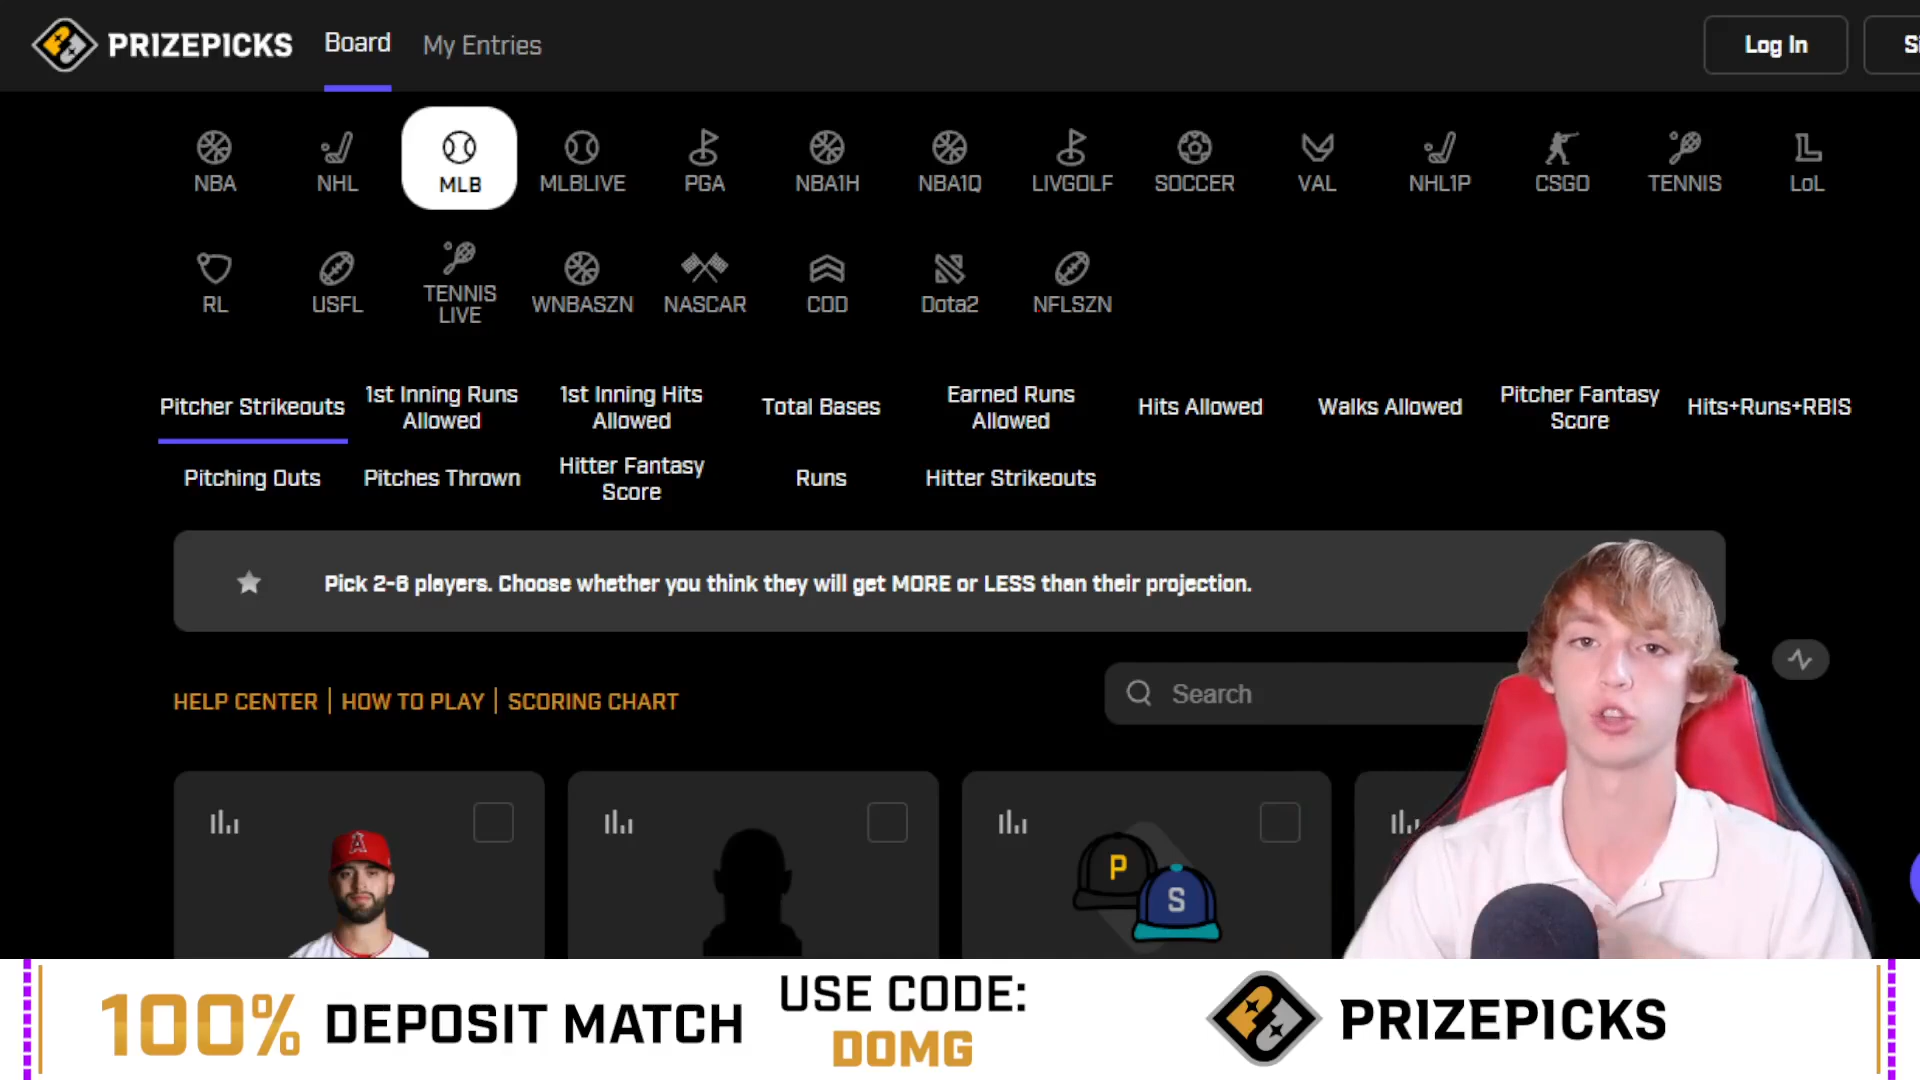 PRIZEPICKS Board My Entries Log In
NBA NHL MLB MLBLIVE PGA NBA1H NBA1Q LIVGOLF SOCCER VAL NHL1P CSGO TENNIS LoL
RL USFL TENNIS LIVE WNBASZN NASCAR COD Dota2 NFLSZN
Pitcher Strikeouts
1st Inning Runs Allowed
1st Inning Hits Allowed
Total Bases
Earned Runs Allowed
Hits Allowed
Walks Allowed
Pitcher Fantasy Score
Hits+Runs+RBIS
Pitching Outs
Pitches Thrown
Hitter Fantasy Score
Runs
Hitter Strikeouts
Pick 2-6 players. Choose whether you think they will get MORE or LESS than their projection.
HELP CENTER | HOW TO PLAY | SCORING CHART
Search
A
P
S
100% DEPOSIT MATCH
USE CODE:
DOMG
PRIZEPICKS